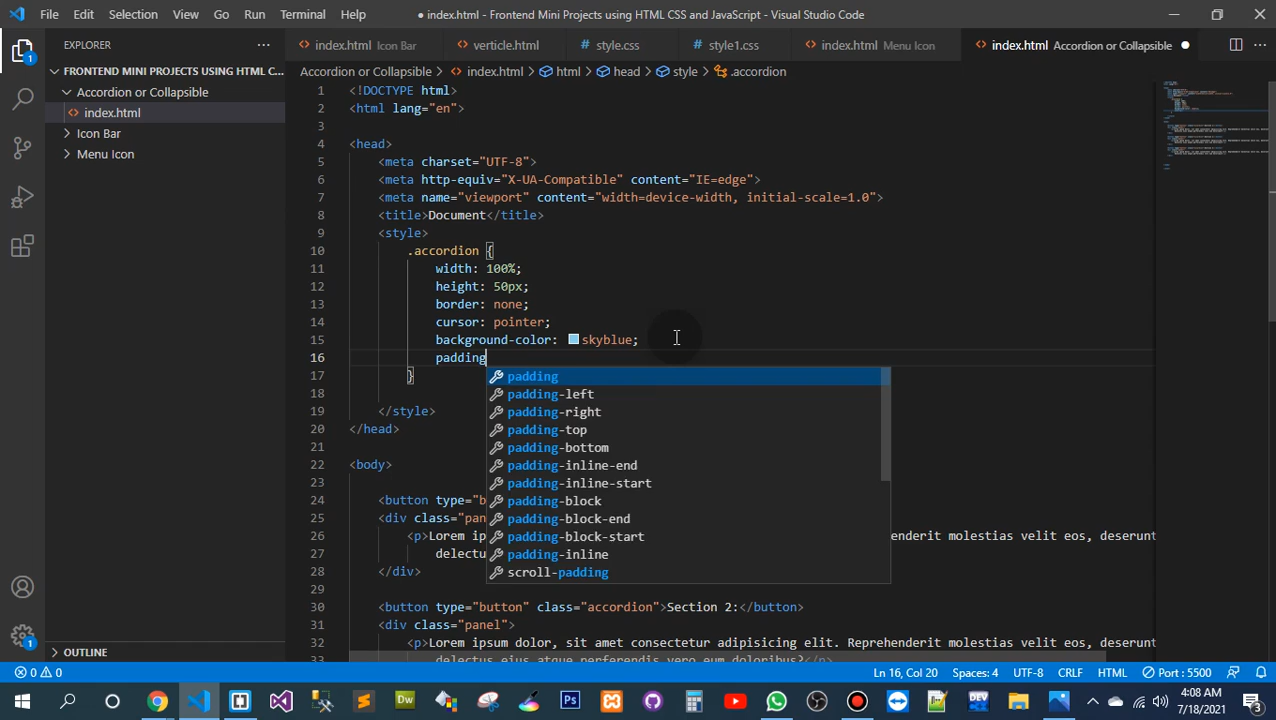 File Edit Selection View Go Run Terminal Help
● index.html - Frontend Mini Projects using HTML CSS and JavaScript - Visual Studio Code
EXPLORER
index.html Icon Bar
verticle.html
style.css
style1.css
index.html Menu Icon
index.html Accordion or Collapsible
FRONTEND MINI PROJECTS USING HTML C...
Accordion or Collapsible
index.html
Icon Bar
Menu Icon
OUTLINE
Accordion or Collapsible > index.html > html > head > style > .accordion
1 <!DOCTYPE html>
2 <html lang="en">
3
4 <head>
5 <meta charset="UTF-8">
6 <meta http-equiv="X-UA-Compatible" content="IE=edge">
7 <meta name="viewport" content="width=device-width, initial-scale=1.0">
8 <title>Document</title>
9 <style>
10 .accordion {
11 width: 100%;
12 height: 50px;
13 border: none;
14 cursor: pointer;
15 background-color: skyblue;
16 padding
17 }
18
19 </style>
20 </head>
21
22 <body>
23
24 <button type="b
25 <div class="pan
26 <p>Lorem ip enderit molestias velit eos, deserunt
27 delectu
28 </div>
29
30 <button type="button" class="accordion">Section 2:</button>
31 <div class="panel">
32 <p>Lorem ipsum dolor, sit amet consectetur adipisicing elit. Reprehenderit molestias velit eos, deserunt
33 delectus eius atque perferendis vero eum doloribus?</p>
padding
padding-left
padding-right
padding-top
padding-bottom
padding-inline-end
padding-inline-start
padding-block
padding-block-end
padding-block-start
padding-inline
scroll-padding
0 0
Ln 16, Col 20 Spaces: 4 UTF-8 CRLF HTML Port : 5500
4:08 AM
7/18/2021